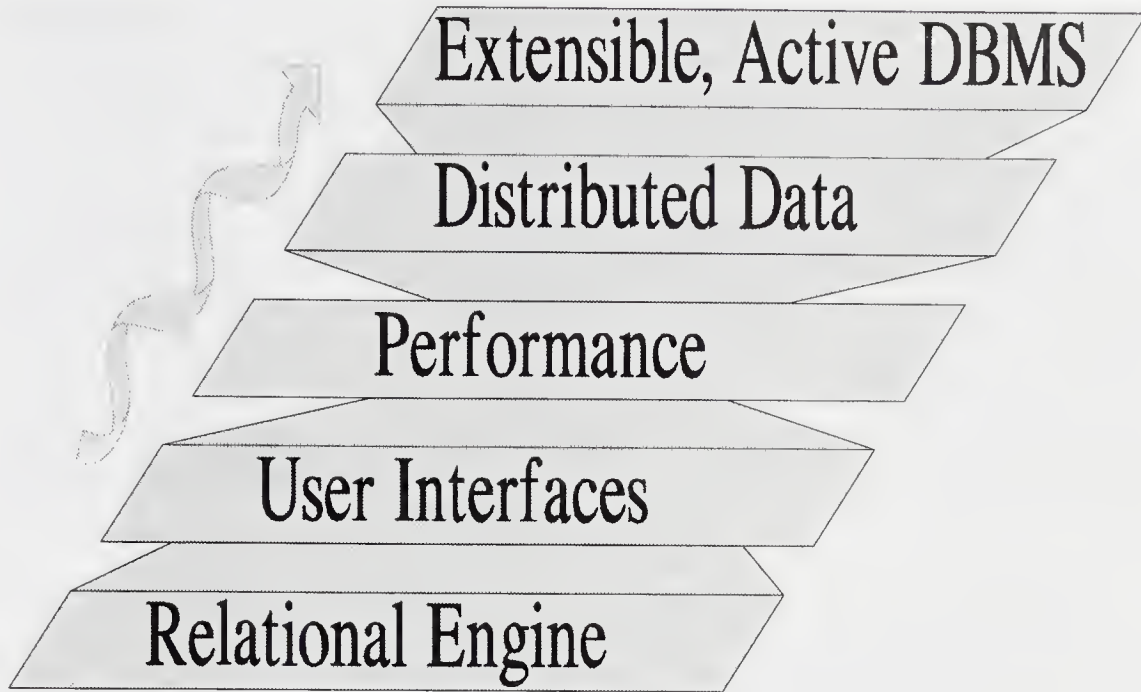 Extensible, Active DBMS
Distributed Data
Performance
User Interfaces
Relational Engine